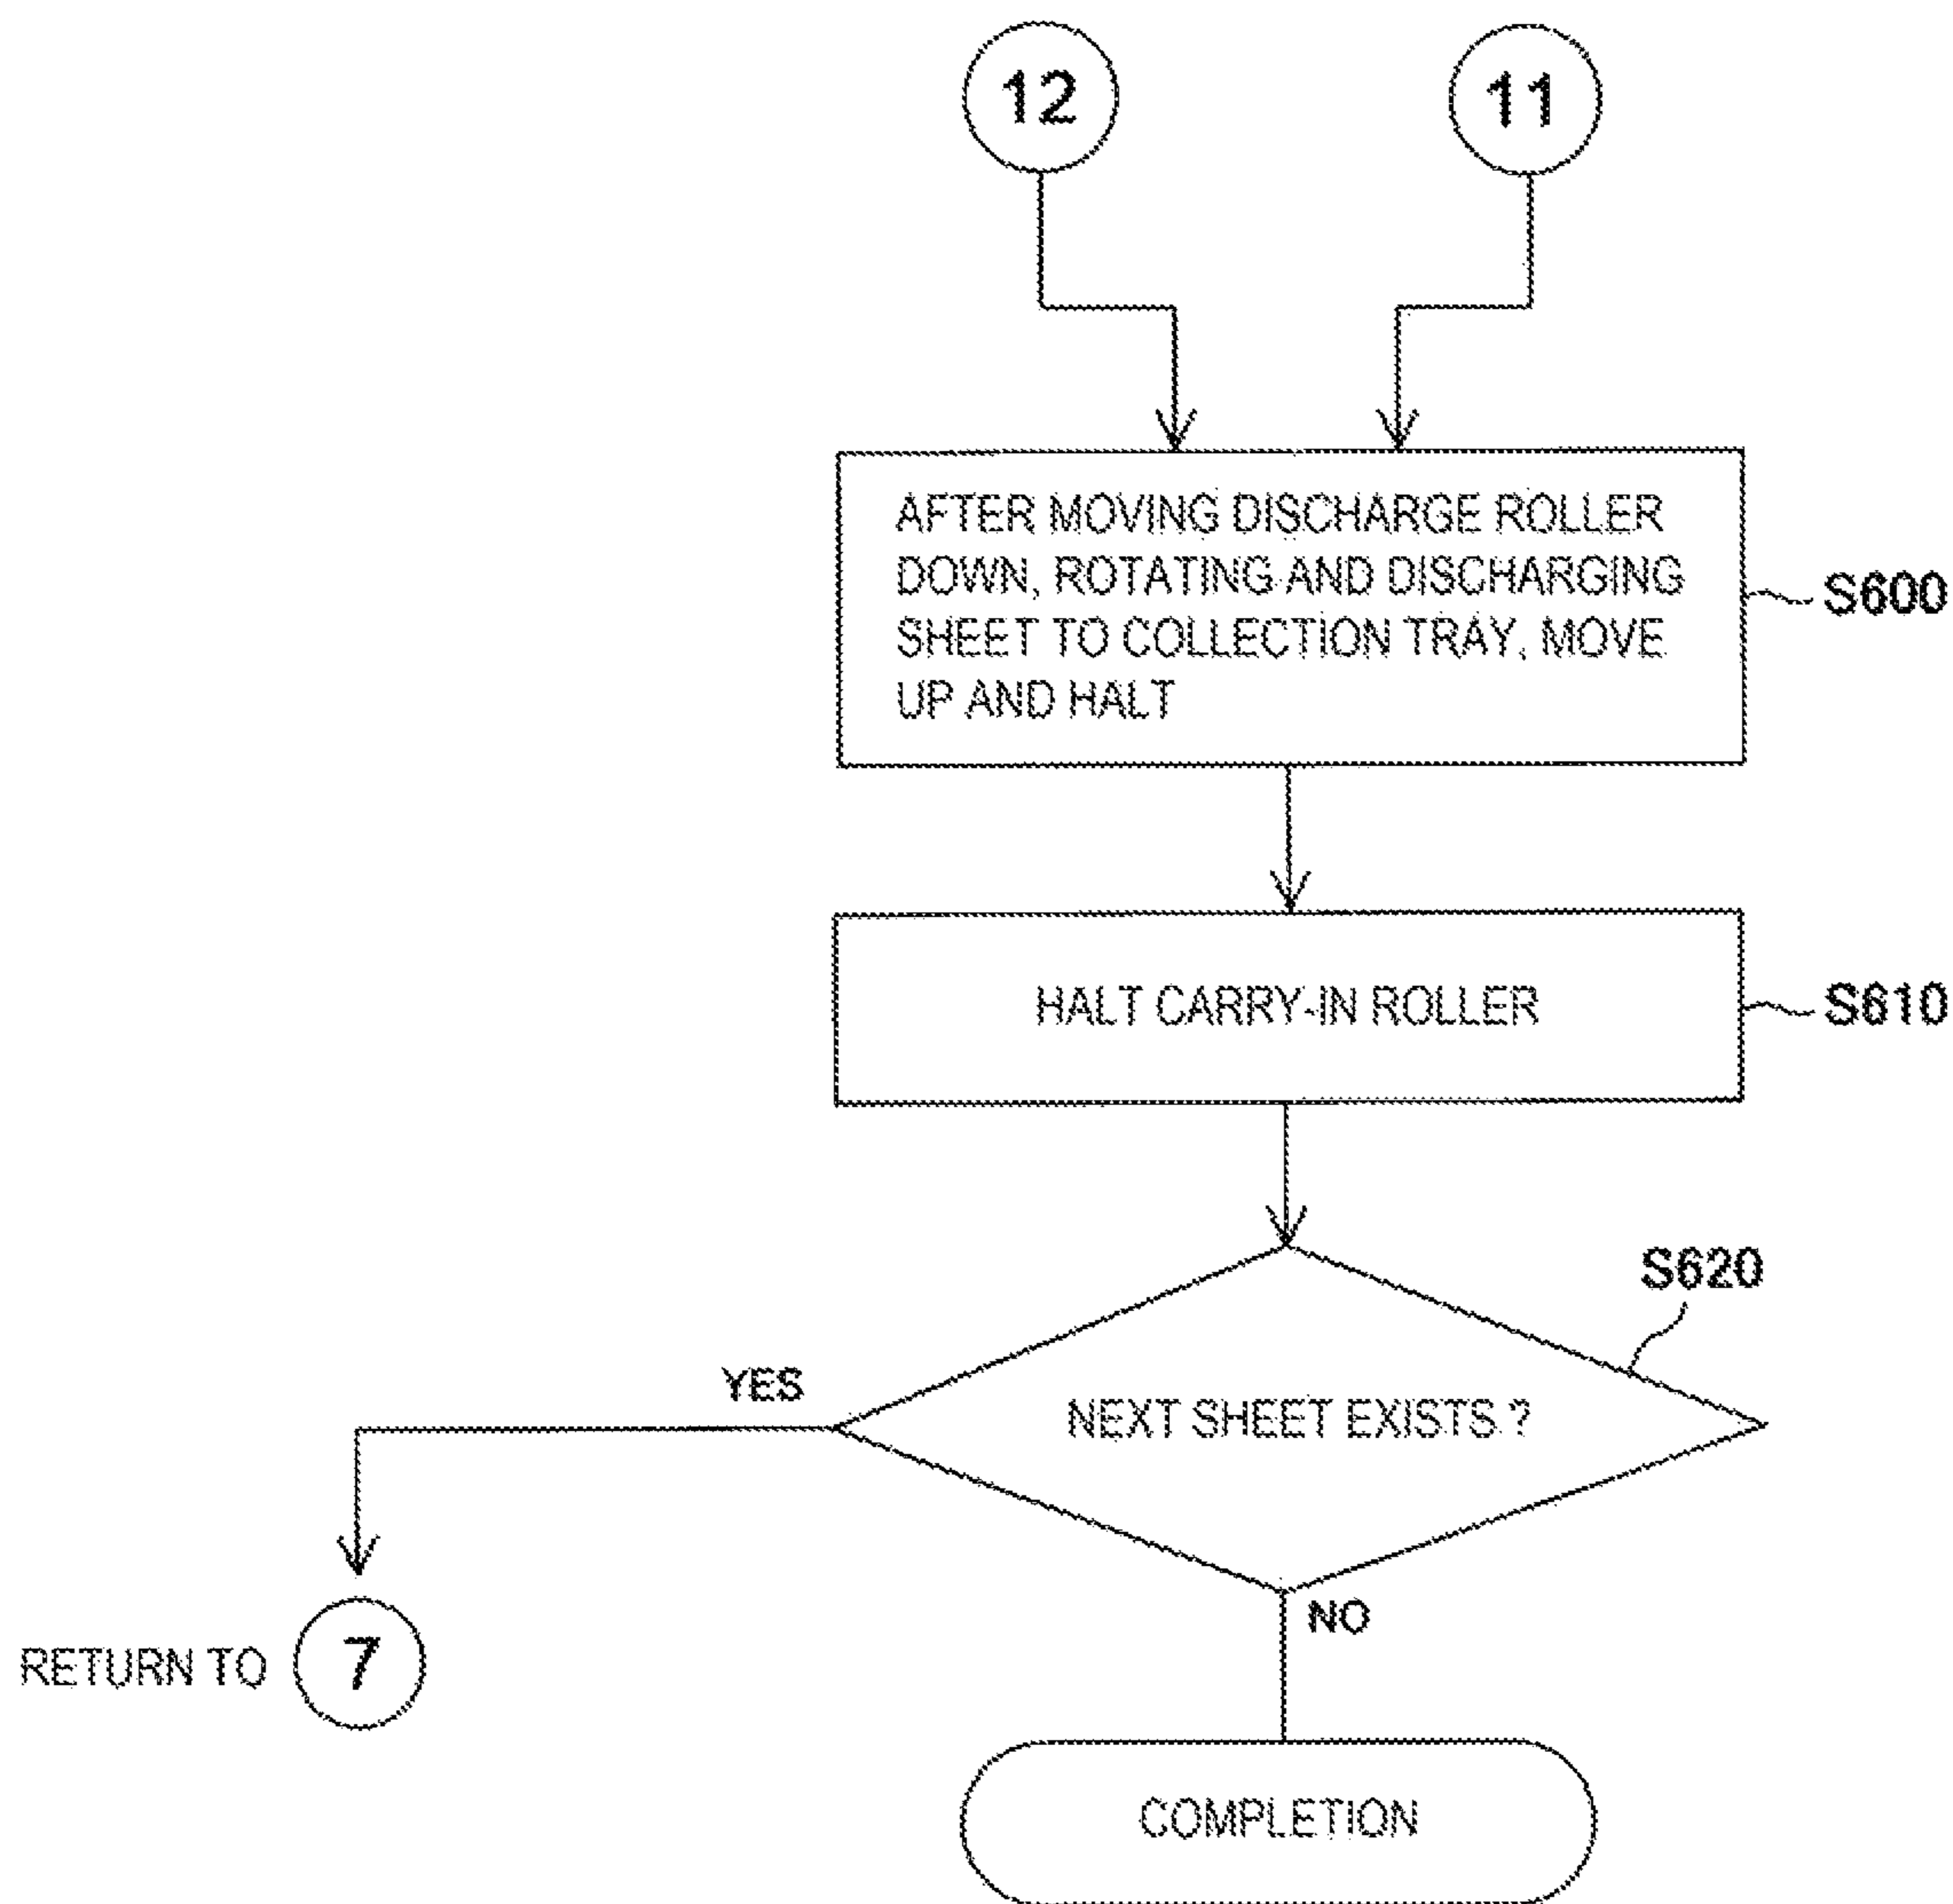 12
11
AFTER MOVING DISCHARGE ROLLER
DOWN, ROTATING AND DISCHARGING
SHEET TO COLLECTION TRAY, MOVE
UP AND HALT
S600
HALT CARRY-IN ROLLER
S610
S620
YES
NEXT SHEET EXISTS ?
NO
RETURN TO 7
COMPLETION